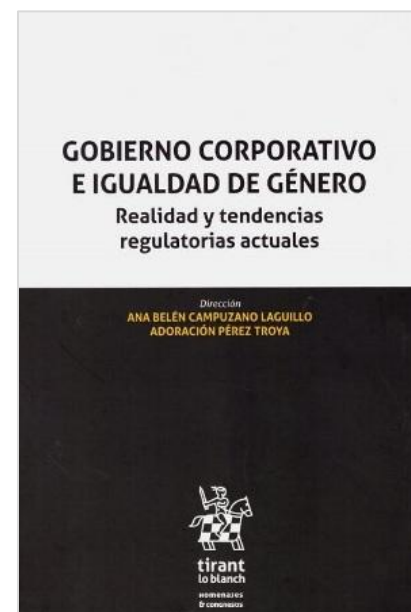 GOBIERNO CORPORATIVO
E IGUALDAD DE GÉNERO
Realidad y tendencias
regulatorias actuales
Dirección
ANA BELÉN CAMPUZANO LAGUILLO
ADORACIÓN PÉREZ TROYA
tirant
lo blanch
HOMENAJES
& CONGRESOS